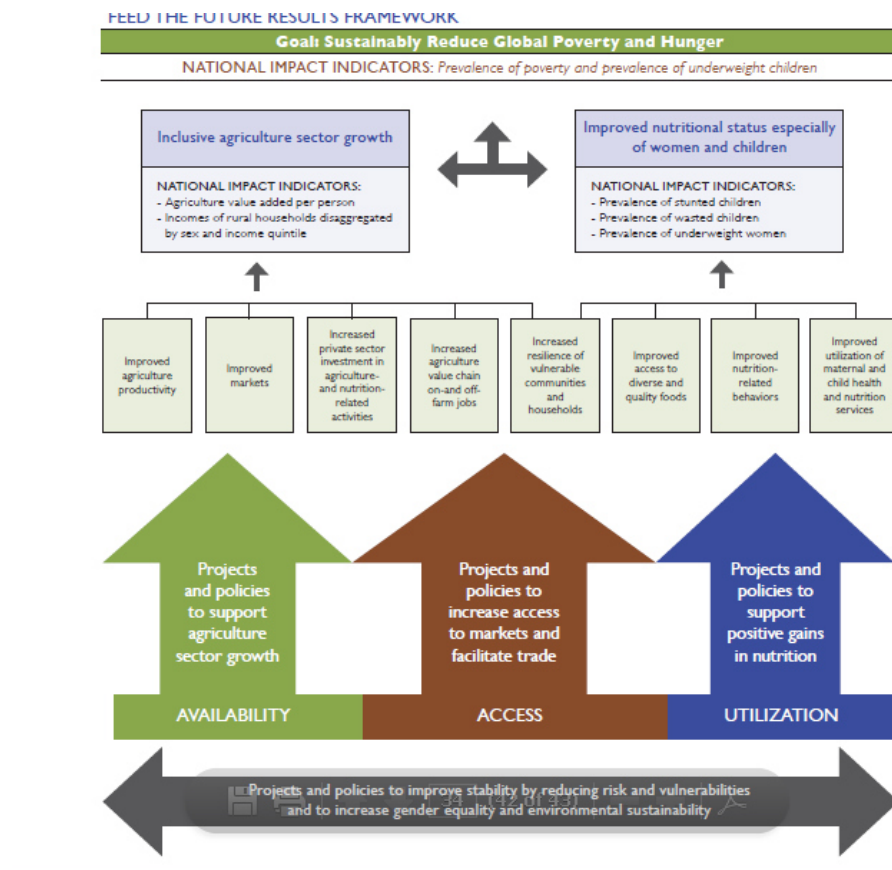 FEED THE FUTURE RESULTS FRAMEWORK
Goal: Sustainably Reduce Global Poverty and Hunger
NATIONAL IMPACT INDICATORS: Prevalence of poverty and prevalence of underweight children
Inclusive agriculture sector growth
NATIONAL IMPACT INDICATORS:
- Agriculture value added per person
- Incomes of rural households disaggregated
by sex and income quintile
Improved nutritional status especially
of women and children
NATIONAL IMPACT INDICATORS:
- Prevalence of stunted children
- Prevalence of wasted children
- Prevalence of underweight women
Improved
agriculture
productivity
Improved
markets
Increased
private sector
investment in
agriculture-
and nutrition-
related
activities
Increased
agriculture
value chain
on-and off-
farm jobs
Increased
resilience of
vulnerable
communities
and
households
Improved
access to
diverse and
quality foods
Improved
nutrition-
related
behaviors
Improved
utilization of
maternal and
child health
and nutrition
services
Projects
and policies
to support
agriculture
sector growth
Projects and
policies to
increase access
to markets and
facilitate trade
Projects and
policies to
support
positive gains
in nutrition
AVAILABILITY
ACCESS
UTILIZATION
Projects and policies to improve stability by reducing risk and vulnerabilities
and to increase gender equality and environmental sustainability
34 (42 of 43)